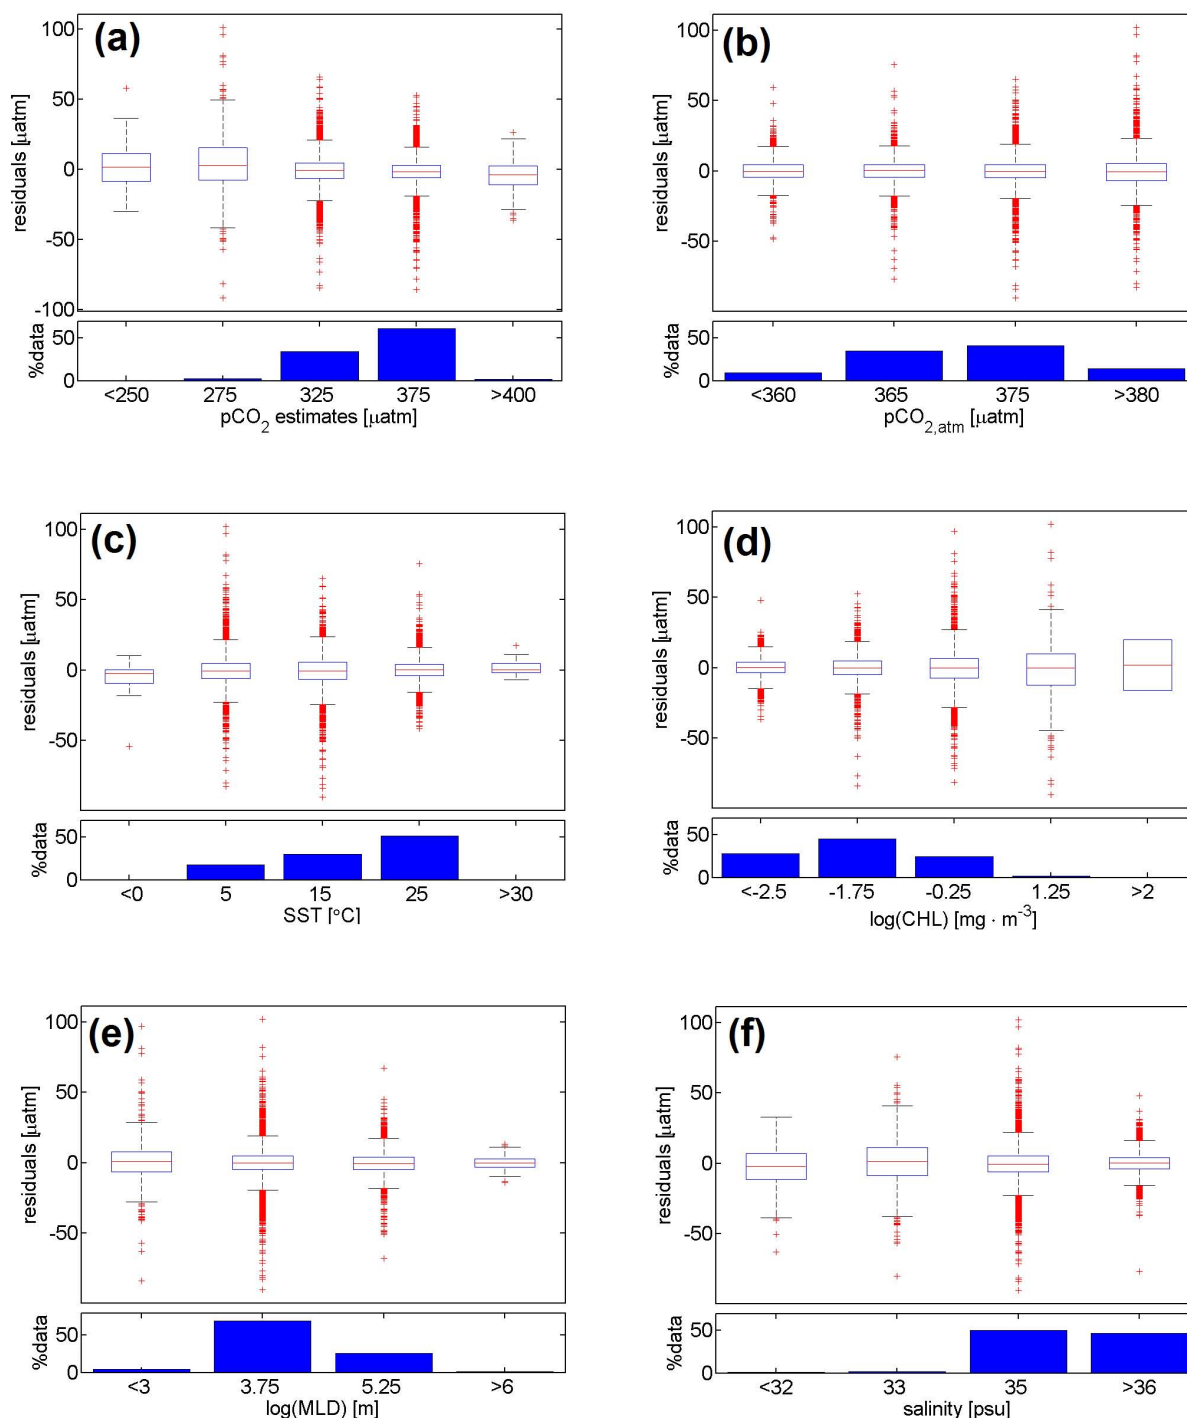 (a)
100
50
0
-50
-100
residuals [μatm]
50
0
%data
<250 275 325 375 >400
pCO2 estimates [μatm]
(b)
100
50
0
-50
residuals [μatm]
50
0
%data
<360 365 375 >380
pCO2,atm [μatm]
(c)
100
50
0
-50
residuals [μatm]
50
0
%data
<0 5 15 25 >30
SST [°C]
(d)
100
50
0
-50
residuals [μatm]
50
0
%data
<-2.5 -1.75 -0.25 1.25 >2
log(CHL) [mg · m-3]
(e)
100
50
0
-50
residuals [μatm]
50
0
%data
<3 3.75 5.25 >6
log(MLD) [m]
(f)
100
50
0
-50
residuals [μatm]
50
0
%data
<32 33 35 >36
salinity [psu]